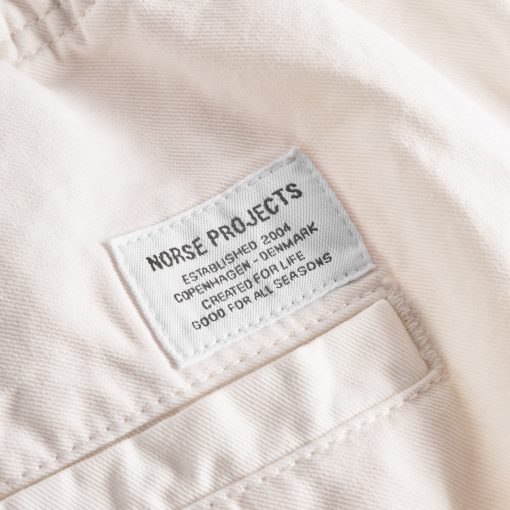 NORSE PROJECTS
ESTABLISHED 2004
COPENHAGEN - DENMARK
CREATED FOR LIFE
GOOD FOR ALL SEASONS